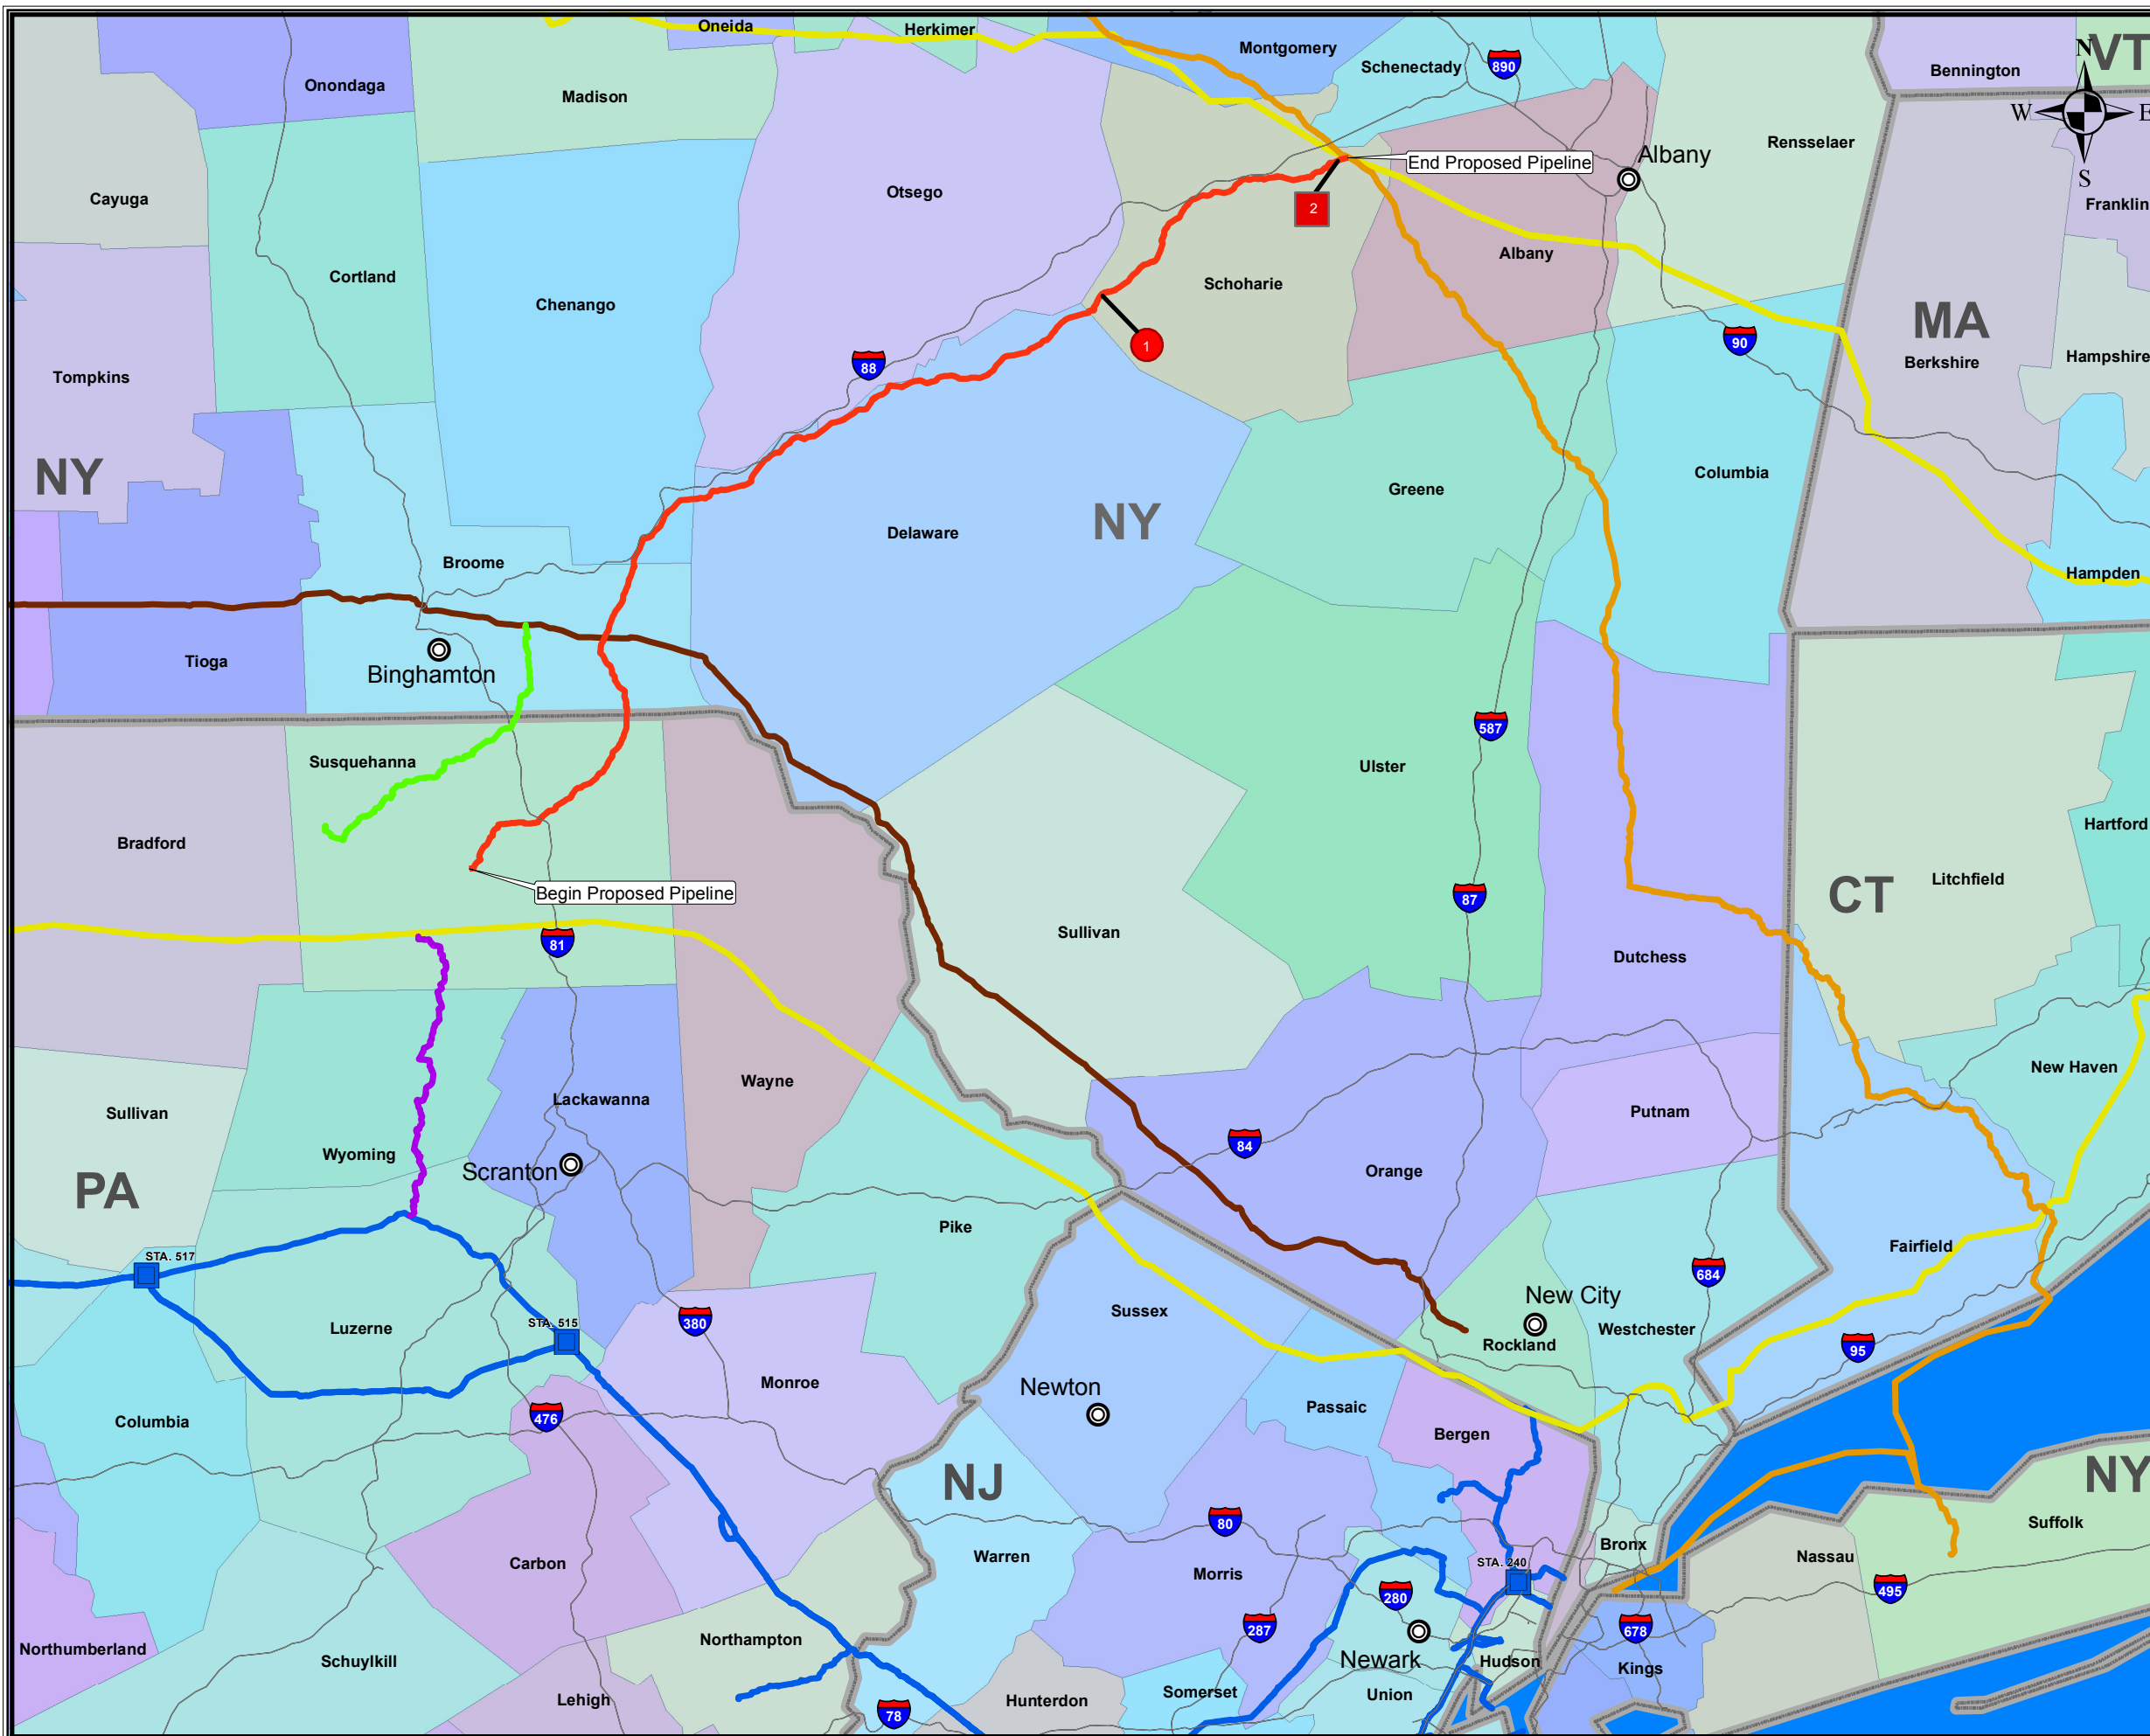 Oneida
Herkimer
Montgomery
Schenectady
890
Bennington
VT
N
W
E
S
Onondaga
Madison
Rensselaer
End Proposed Pipeline
Albany
Cayuga
Otsego
2
Franklin
Albany
Cortland
Schoharie
Chenango
MA
1
90
Berkshire
Hampshire
Tompkins
88
NY
Columbia
Greene
NY
Delaware
Broome
Hampden
Tioga
Binghamton
587
Susquehanna
Ulster
Hartford
Bradford
Begin Proposed Pipeline
87
CT
Litchfield
81
Sullivan
Dutchess
New Haven
Wayne
Lackawanna
Sullivan
Putnam
84
Wyoming
Scranton
Orange
PA
Pike
Fairfield
STA. 517
684
New City
Sussex
380
STA. 515
Luzerne
Westchester
Rockland
95
Monroe
Newton
Passaic
Columbia
476
Bergen
NJ
NY
80
Suffolk
Carbon
Warren
Morris
STA. 240
Bronx
Nassau
280
495
287
678
Northumberland
Northampton
Schuylkill
Newark
Hudson
Kings
Lehigh
Hunterdon
Somerset
Union
78